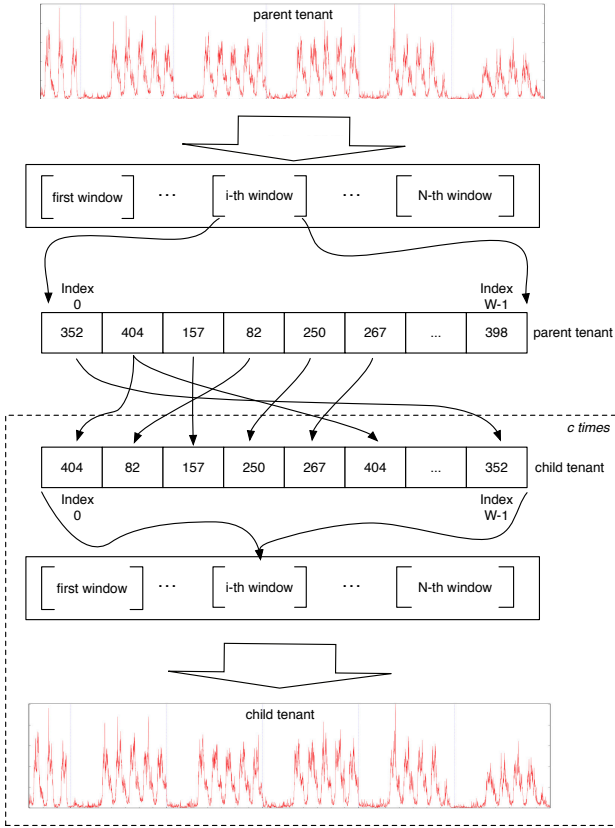 parent tenant
first window ... i-th window ... N-th window
Index 0 Index W-1
352 404 157 82 250 267 ... 398 parent tenant
c times
404 82 157 250 267 404 ... 352 child tenant
Index 0 Index W-1
first window ... i-th window ... N-th window
child tenant